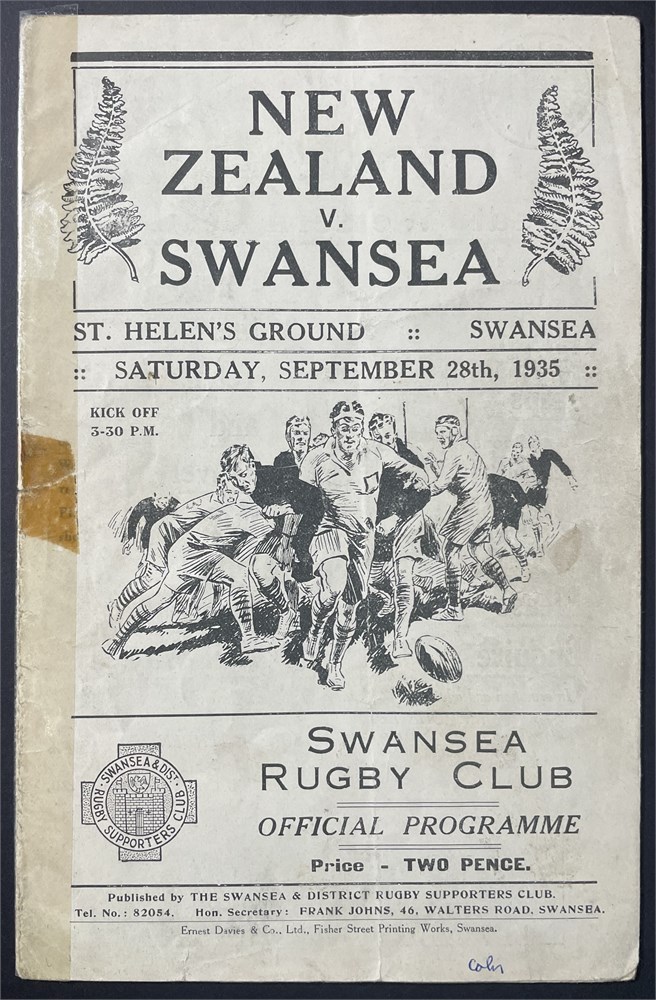 NEW
ZEALAND
V.
SWANSEA
ST. HELEN'S GROUND :: SWANSEA
:: SATURDAY, SEPTEMBER 28th, 1935 ::
KICK OFF
3-30 P.M.
SWANSEA & DIST.
RUGBY SUPPORTERS CLUB
SWANSEA
RUGBY CLUB
OFFICIAL PROGRAMME
Price - TWO PENCE.
Published by THE SWANSEA & DISTRICT RUGBY SUPPORTERS CLUB.
Tel. No.: 82054. Hon. Secretary: FRANK JOHNS, 46, WALTERS ROAD, SWANSEA.
Ernest Davies & Co., Ltd., Fisher Street Printing Works, Swansea.